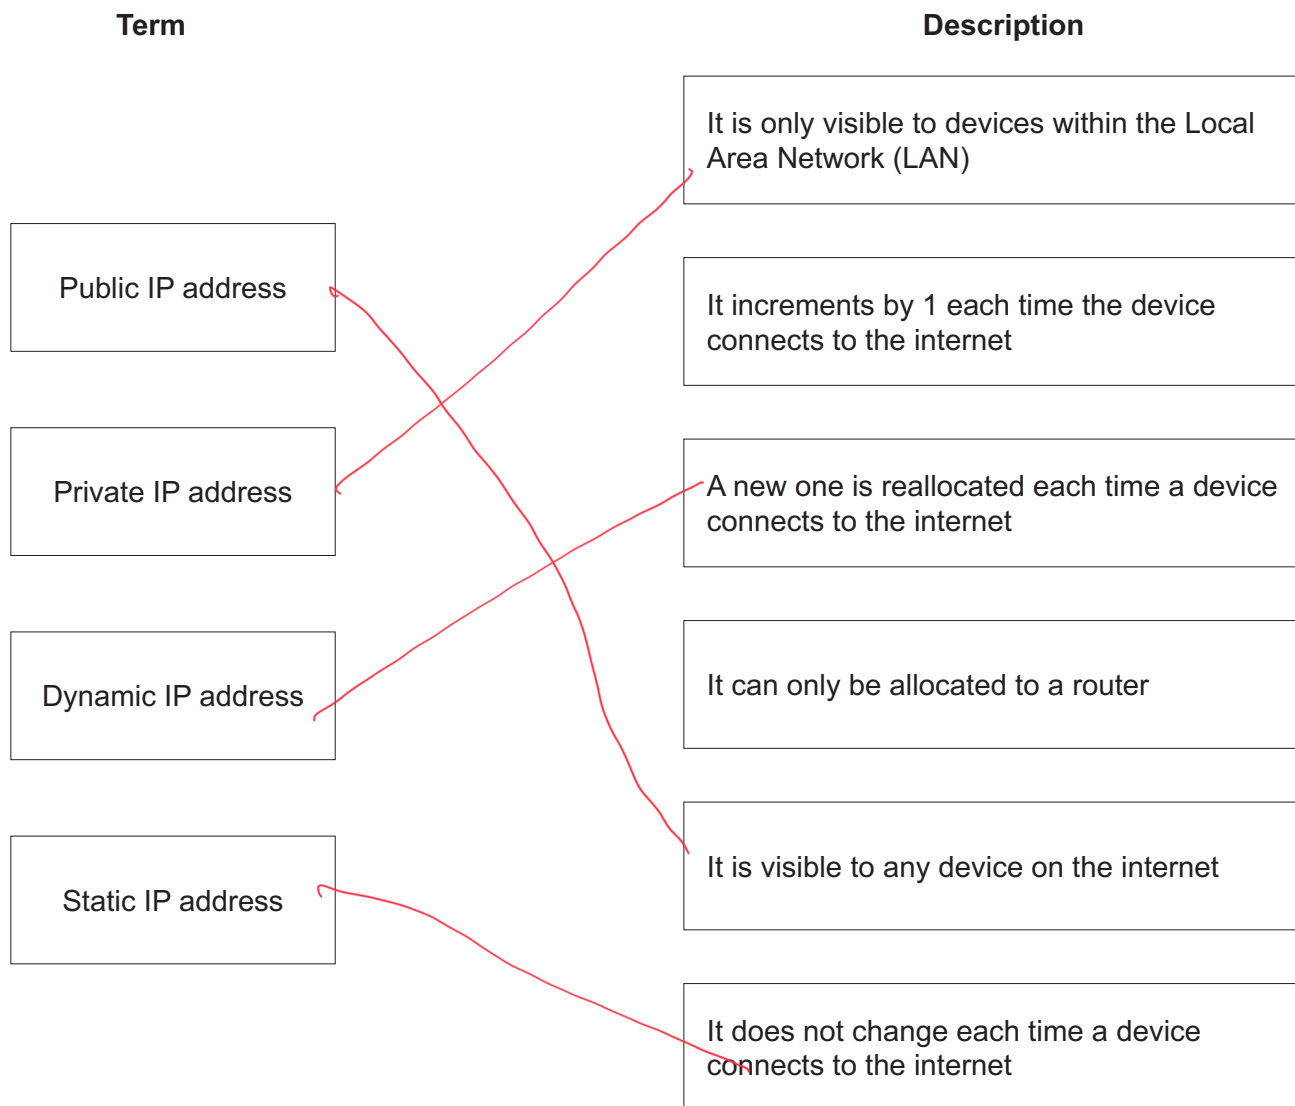 Term
Description
It is only visible to devices within the Local
Area Network (LAN)
Public IP address
It increments by 1 each time the device
connects to the internet
Private IP address
A new one is reallocated each time a device
connects to the internet
Dynamic IP address
It can only be allocated to a router
Static IP address
It is visible to any device on the internet
It does not change each time a device
connects to the internet